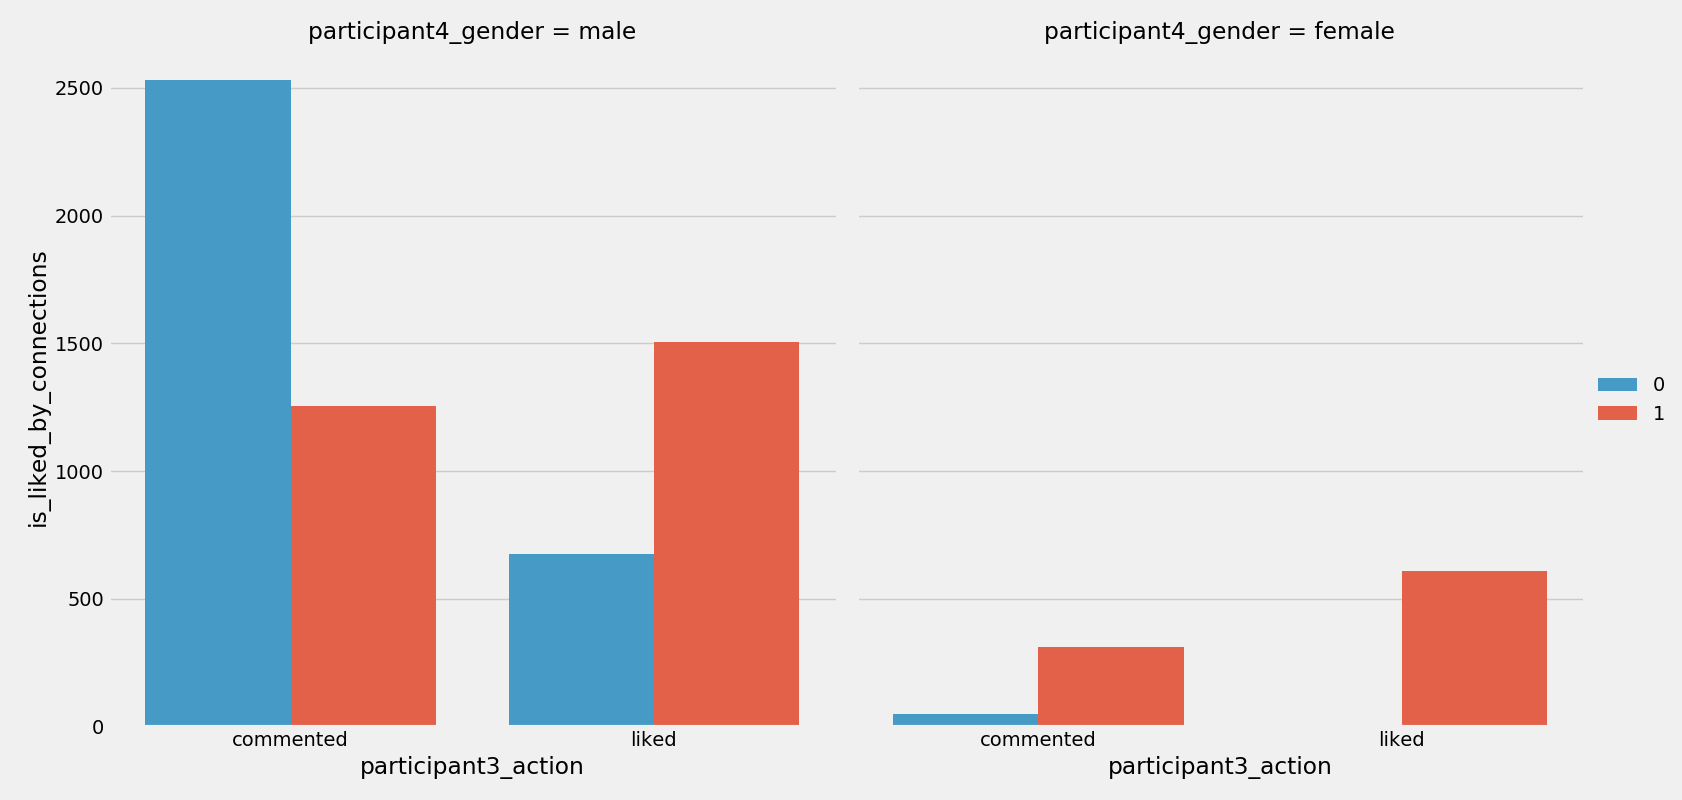 participant4_gender = male
participant4_gender = female
2500
2000
1500
1000
500
0
is_liked_by_connections
commented
liked
participant3_action
commented
liked
participant3_action
0
1